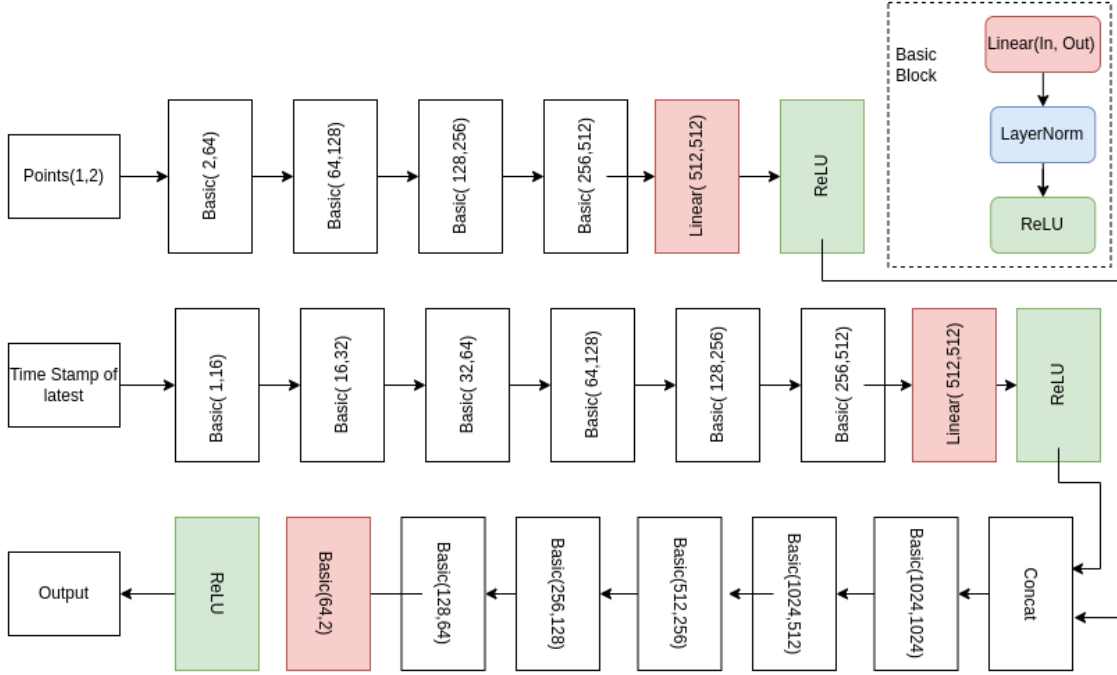 Basic
Block
Linear(In, Out)
LayerNorm
ReLU
Points(1,2)
Basic( 2,64)
Basic( 64,128)
Basic( 128,256)
Basic( 256,512)
Linear( 512,512)
ReLU
Time Stamp of
latest
Basic( 1,16)
Basic( 16,32)
Basic( 32,64)
Basic( 64,128)
Basic( 128,256)
Basic( 256,512)
Linear( 512,512)
ReLU
Output
ReLU
Basic(64,2)
Basic(128,64)
Basic(256,128)
Basic(512,256)
Basic(1024,512)
Basic(1024,1024)
Concat